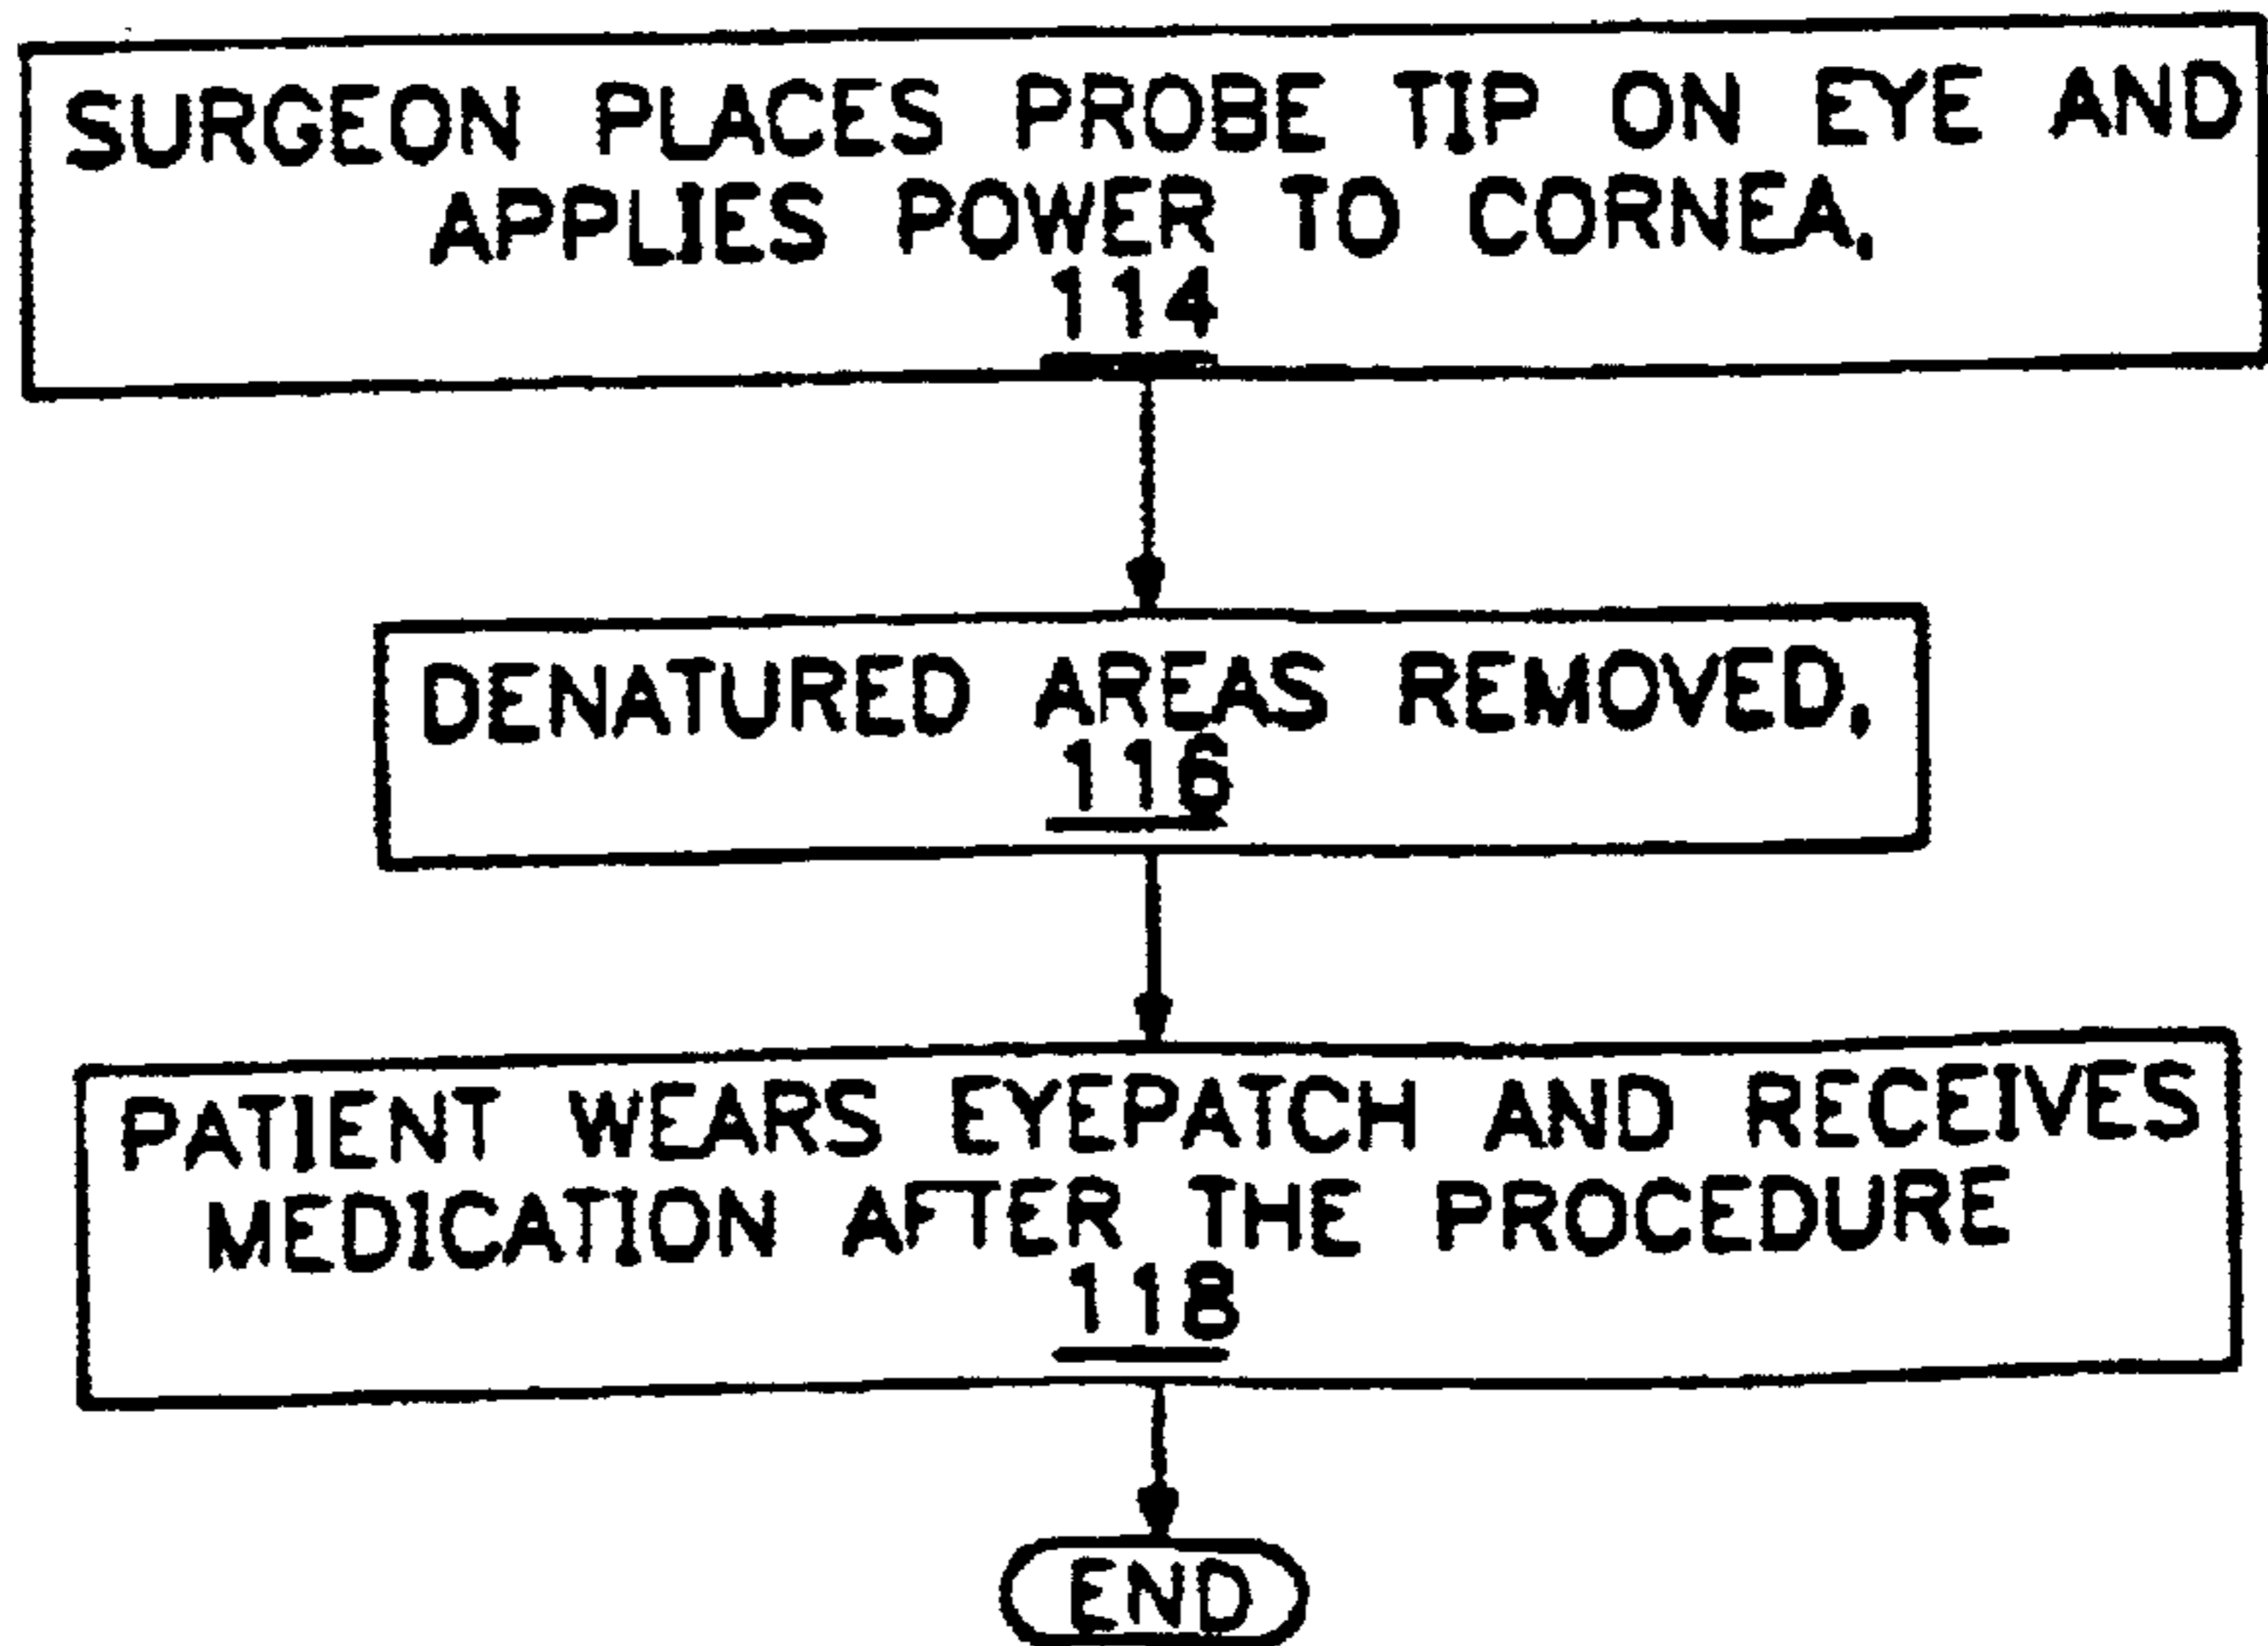 SURGEON PLACES PROBE TIP ON EYE AND
APPLIES POWER TO CORNEA.
114
DENATURED AREAS REMOVED.
116
PATIENT WEARS EYEPATCH AND RECEIVES
MEDICATION AFTER THE PROCEDURE
118
END